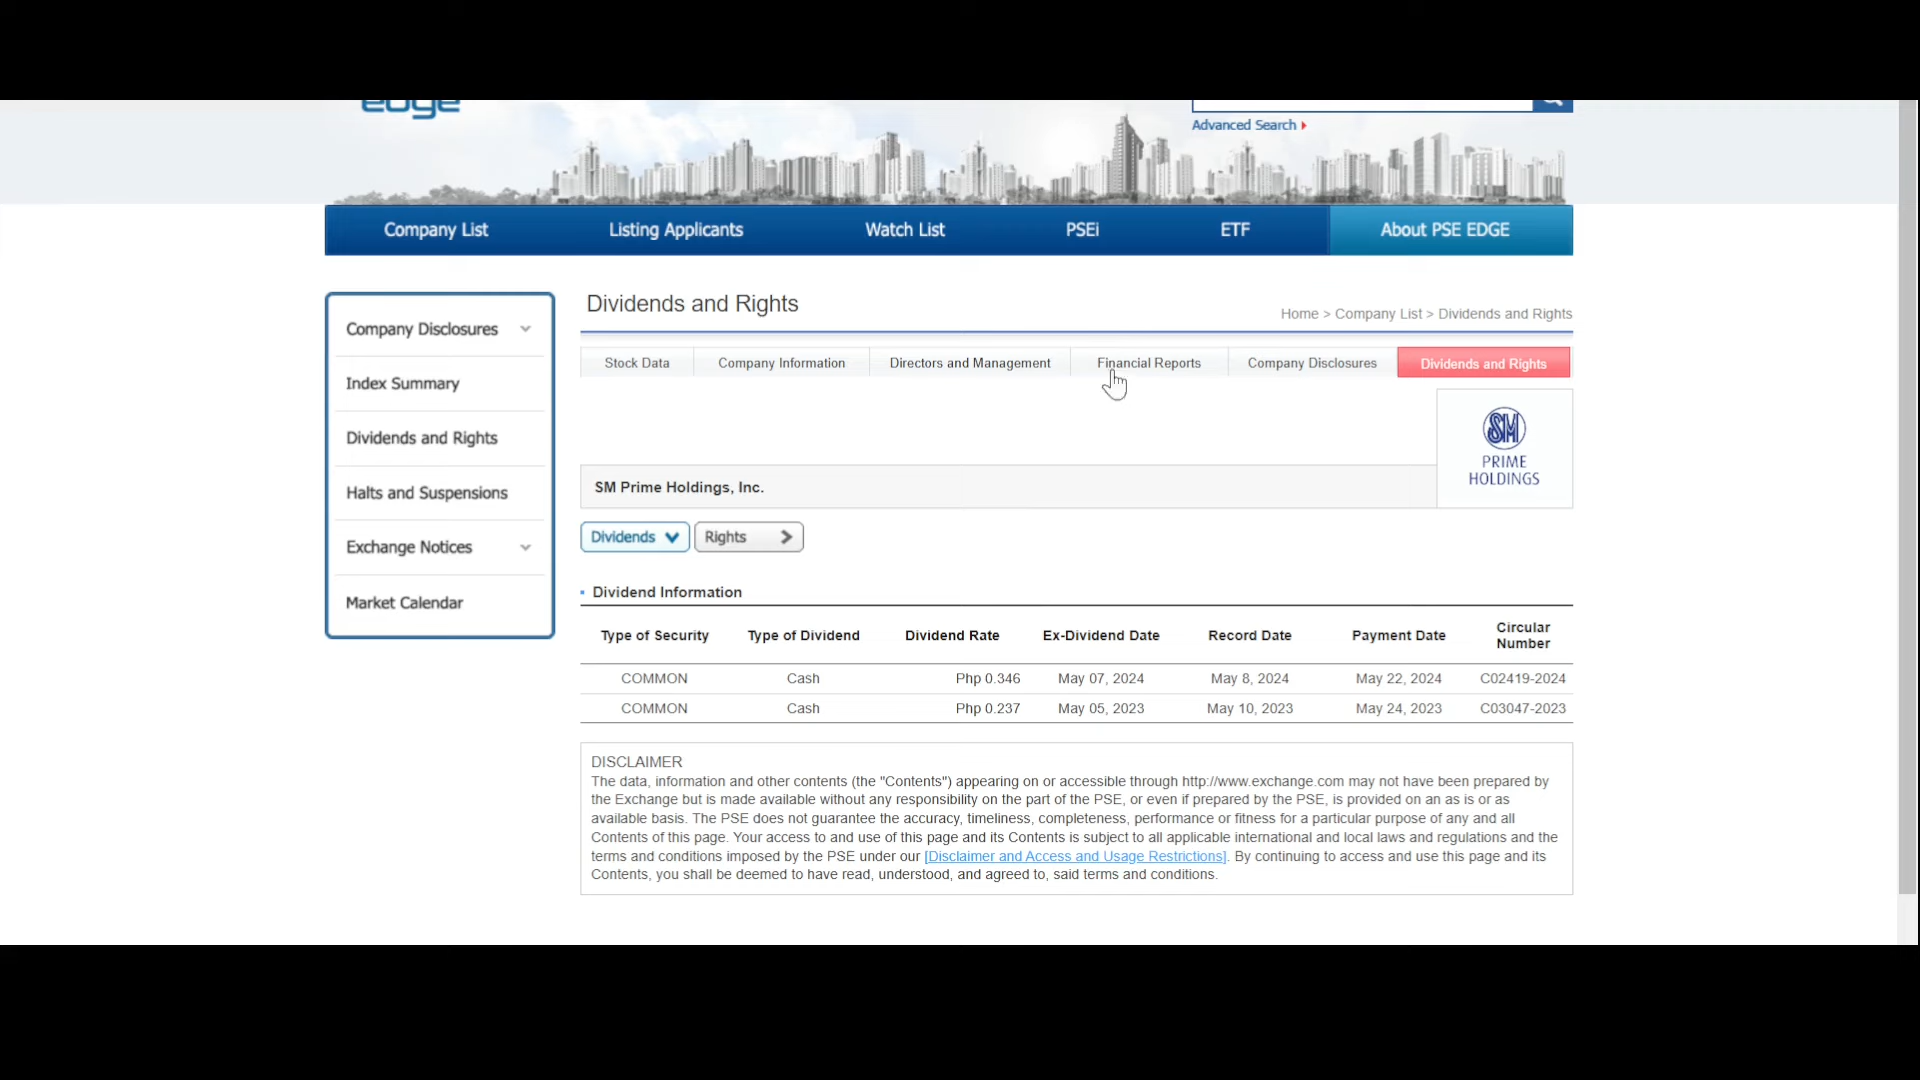 edge
Advanced Search
Company List
Listing Applicants
Watch List
PSEi
ETF
About PSE EDGE
Company Disclosures
Index Summary
Dividends and Rights
Halts and Suspensions
Exchange Notices
Market Calendar
Dividends and Rights
Home > Company List > Dividends and Rights
Stock Data
Company Information
Directors and Management
Financial Reports
Company Disclosures
Dividends and Rights
SM
PRIME
HOLDINGS
SM Prime Holdings, Inc.
Dividends
Rights
Dividend Information
Type of Security Type of Dividend Dividend Rate Ex-Dividend Date Record Date Payment Date Circular Number
COMMON Cash Php 0.346 May 07, 2024 May 8, 2024 May 22, 2024 C02419-2024
COMMON Cash Php 0.237 May 05, 2023 May 10, 2023 May 24, 2023 C03047-2023
DISCLAIMER
The data, information and other contents (the "Contents") appearing on or accessible through http://www.exchange.com may not have been prepared by
the Exchange but is made available without any responsibility on the part of the PSE, or even if prepared by the PSE, is provided on an as is or as
available basis. The PSE does not guarantee the accuracy, timeliness, completeness, performance or fitness for a particular purpose of any and all
Contents of this page. Your access to and use of this page and its Contents is subject to all applicable international and local laws and regulations and the
terms and conditions imposed by the PSE under our [Disclaimer and Access and Usage Restrictions]. By continuing to access and use this page and its
Contents, you shall be deemed to have read, understood, and agreed to, said terms and conditions.